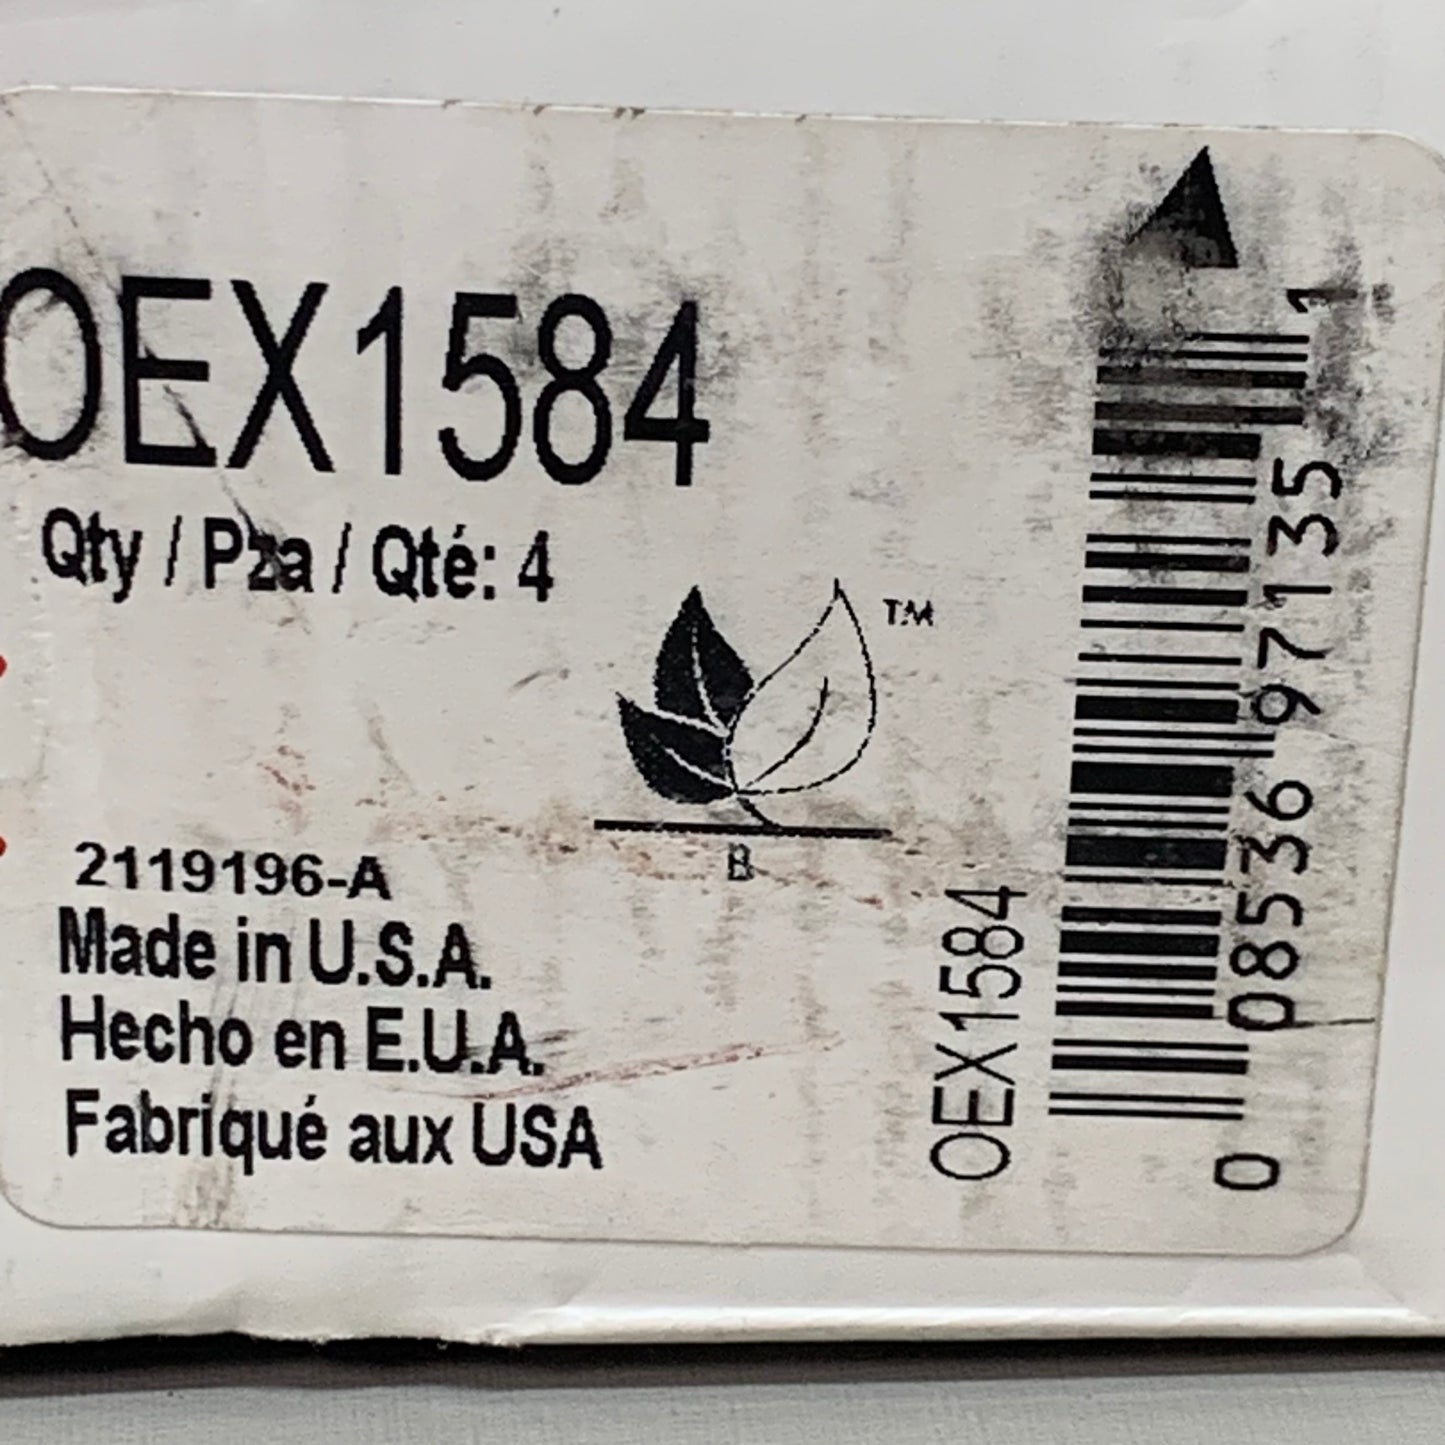 OEX1584
Qty / Pza / Qté: 4
TM
B
2119196-A
Made in U.S.A.
Hecho en E.U.A.
Fabriqué aux USA
OEX1584
0 08536 97135 1